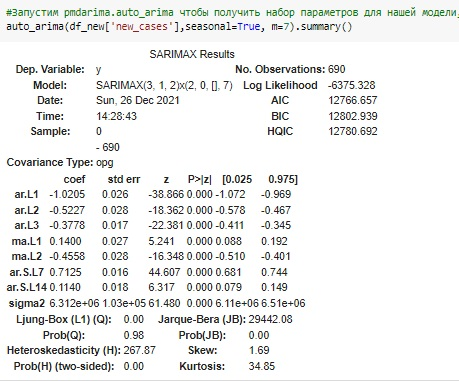 #Запустим pmdarima.auto_arima чтобы получить набор параметров для нашей модели,
auto_arima(df_new['new_cases'],seasonal=True, m=7).summary()
SARIMAX Results
Dep. Variable: y No. Observations: 690
Model: SARIMAX(3, 1, 2)x(2, 0, [], 7) Log Likelihood -6375.328
Date: Sun, 26 Dec 2021 AIC 12766.657
Time: 14:28:43 BIC 12802.939
Sample: 0 HQIC 12780.692
- 690
Covariance Type: opg
coef std err z P>|z| [0.025 0.975]
ar.L1 -1.0205 0.026 -38.866 0.000 -1.072 -0.969
ar.L2 -0.5227 0.028 -18.362 0.000 -0.578 -0.467
ar.L3 -0.3778 0.017 -22.381 0.000 -0.411 -0.345
ma.L1 0.1400 0.027 5.241 0.000 0.088 0.192
ma.L2 -0.4558 0.028 -16.348 0.000 -0.510 -0.401
ar.S.L7 0.7125 0.016 44.607 0.000 0.681 0.744
ar.S.L14 0.1140 0.018 6.317 0.000 0.079 0.149
sigma2 6.312e+06 1.03e+05 61.480 0.000 6.11e+06 6.51e+06
Ljung-Box (L1) (Q): 0.00 Jarque-Bera (JB): 29442.08
Prob(Q): 0.98 Prob(JB): 0.00
Heteroskedasticity (H): 267.87 Skew: 1.69
Prob(H) (two-sided): 0.00 Kurtosis: 34.85